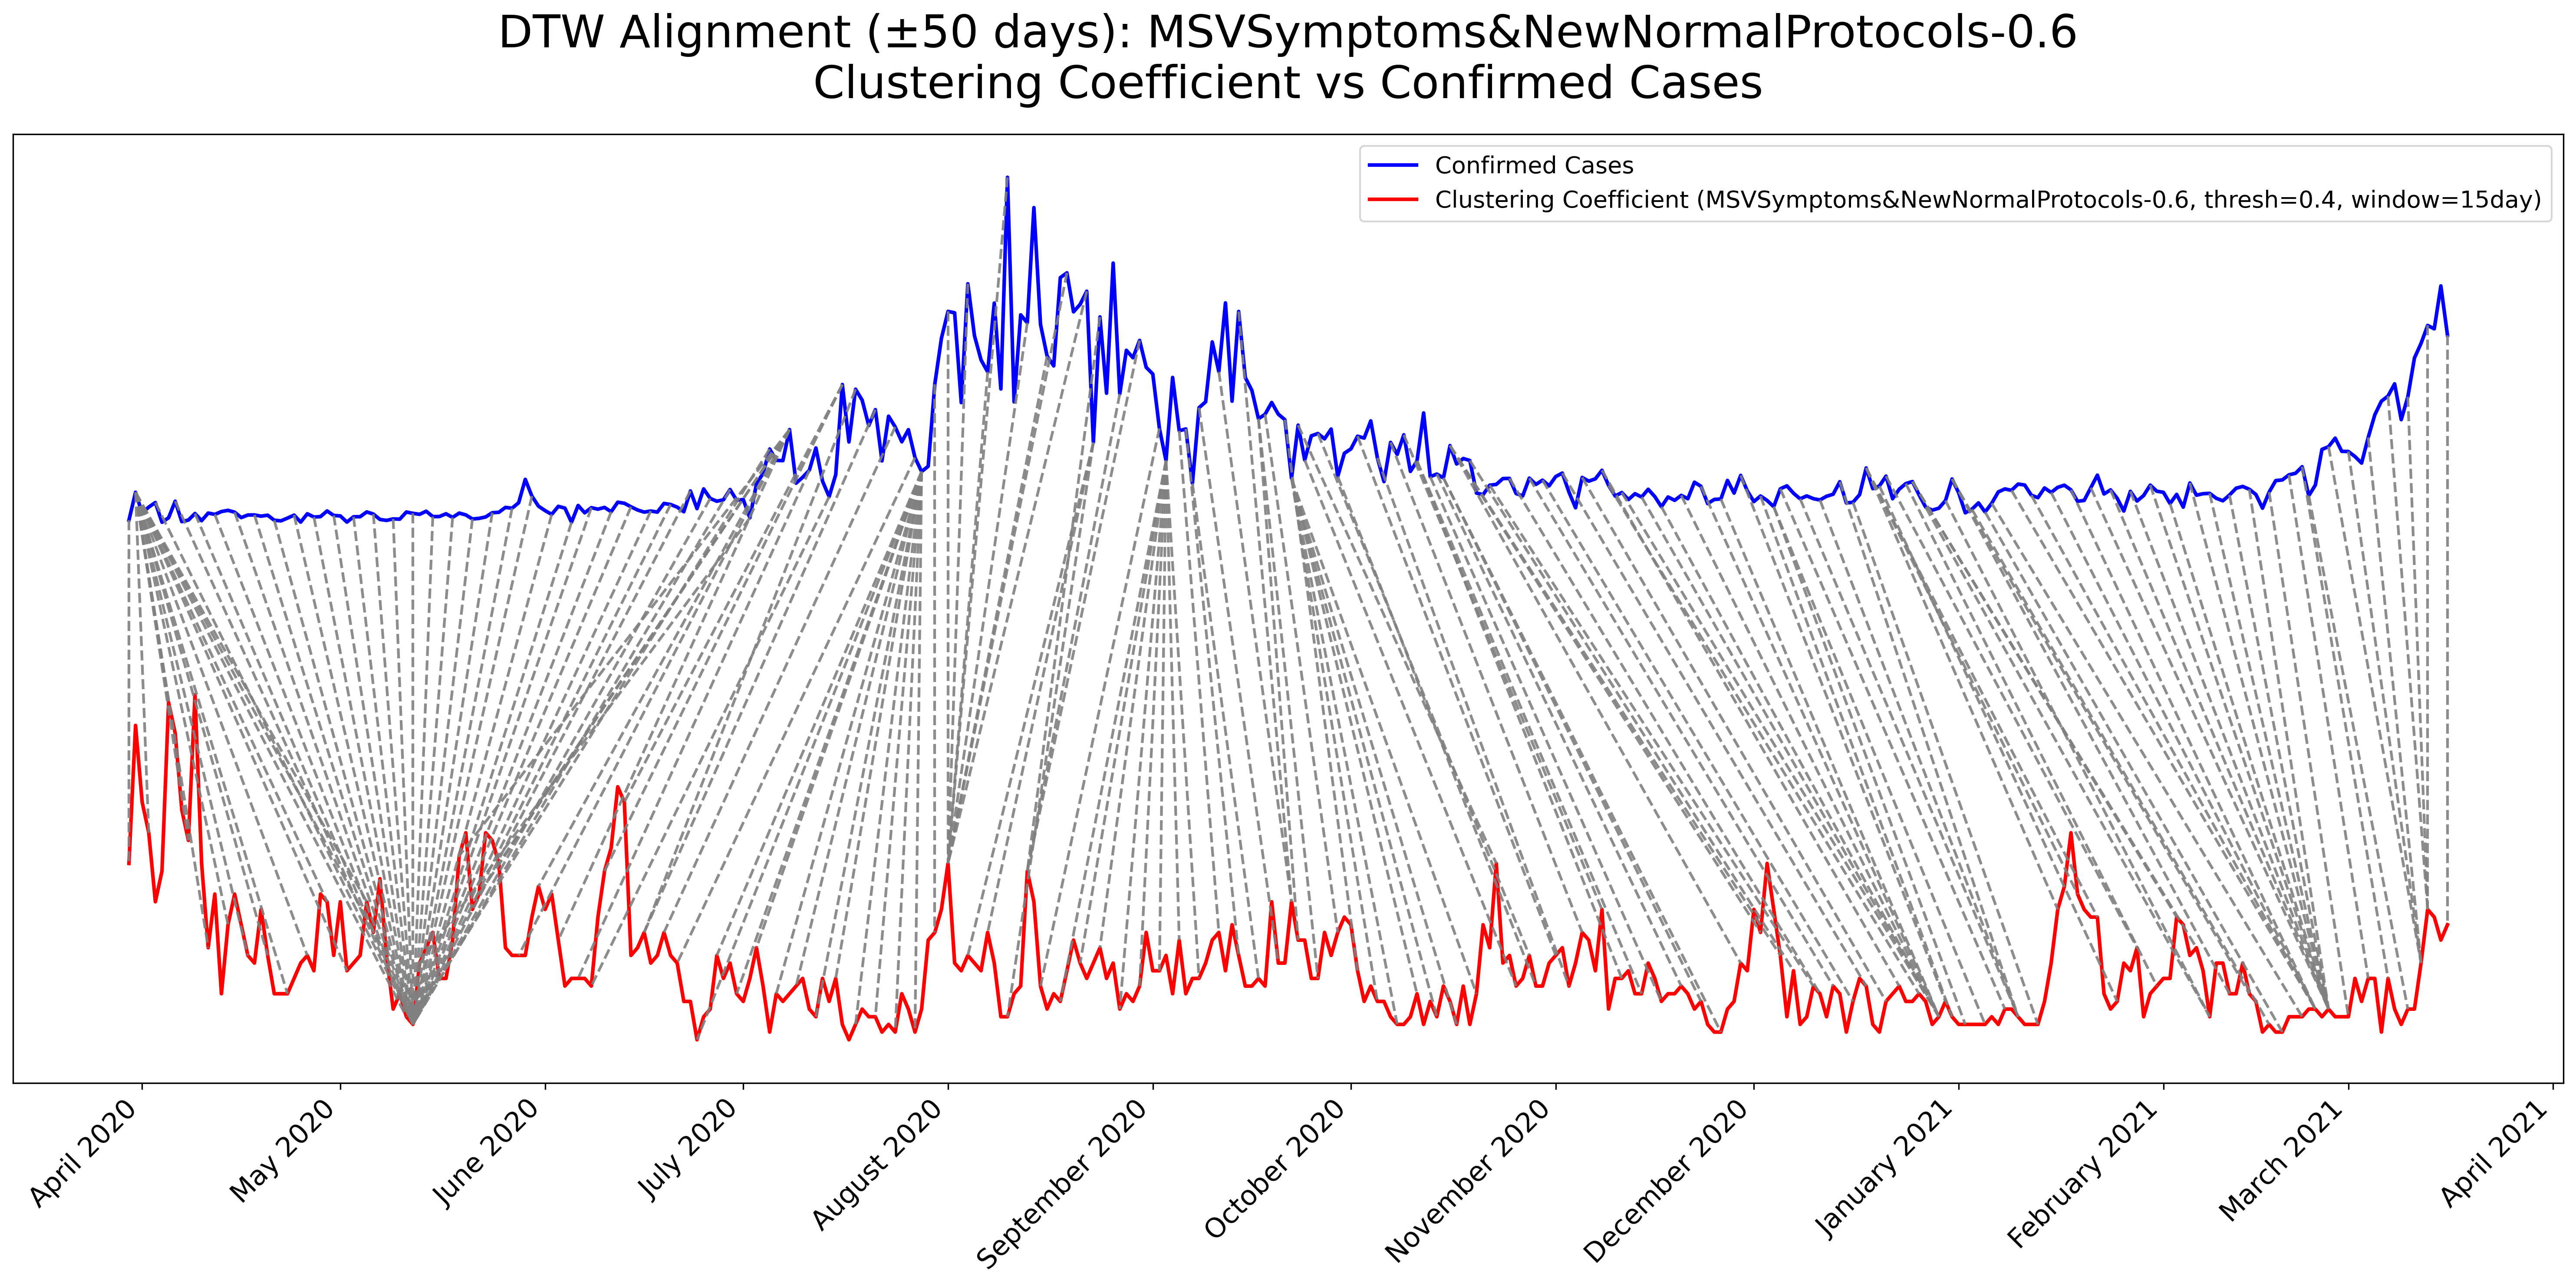 DTW Alignment (±50 days): MSVSymptoms&NewNormalProtocols-0.6
Clustering Coefficient vs Confirmed Cases
Confirmed Cases
Clustering Coefficient (MSVSymptoms&NewNormalProtocols-0.6, thresh=0.4, window=15day)
April 2020
May 2020
June 2020
July 2020
August 2020
September 2020
October 2020
November 2020
December 2020
January 2021
February 2021
March 2021
April 2021